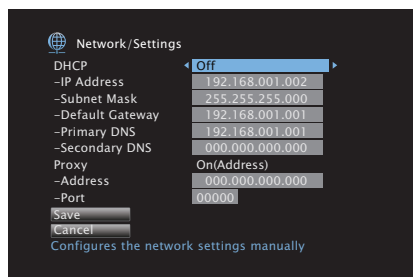 Network/Settings
DHCP Off
–IP Address 192.168.001.002
–Subnet Mask 255.255.255.000
–Default Gateway 192.168.001.001
–Primary DNS 192.168.001.001
–Secondary DNS 000.000.000.000
Proxy On(Address)
–Address 000.000.000.000
–Port 00000
Save
Cancel
Configures the network settings manually